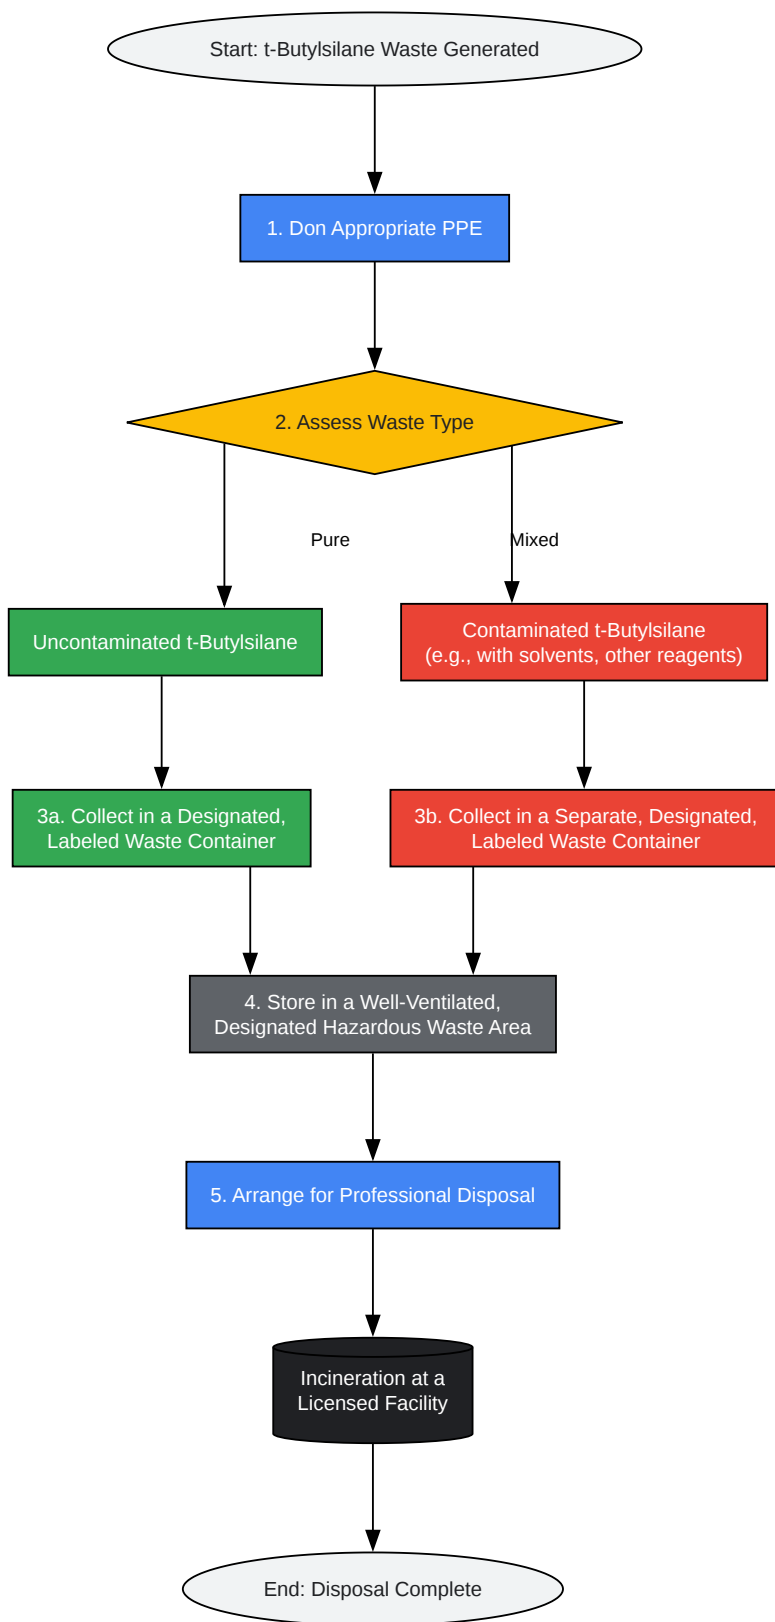 Start: t-Butylsilane Waste Generated
1. Don Appropriate PPE
2. Assess Waste Type
Pure
Mixed
Uncontaminated t-Butylsilane
Contaminated t-Butylsilane
(e.g., with solvents, other reagents)
3a. Collect in a Designated,
Labeled Waste Container
3b. Collect in a Separate, Designated,
Labeled Waste Container
4. Store in a Well-Ventilated,
Designated Hazardous Waste Area
5. Arrange for Professional Disposal
Incineration at a
Licensed Facility
End: Disposal Complete